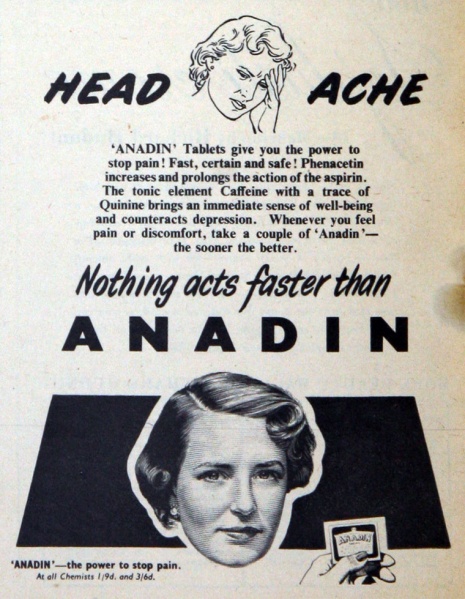 HEAD ACHE
'ANADIN' Tablets give you the power to
stop pain! Fast, certain and safe! Phenacetin
increases and prolongs the action of the aspirin.
The tonic element Caffeine with a trace of
Quinine brings an immediate sense of well-being
and counteracts depression. Whenever you feel
pain or discomfort, take a couple of 'Anadin'—
the sooner the better.
Nothing acts faster than
ANADIN
ANADIN
'ANADIN'—the power to stop pain.
At all Chemists 1/9d. and 3/6d.